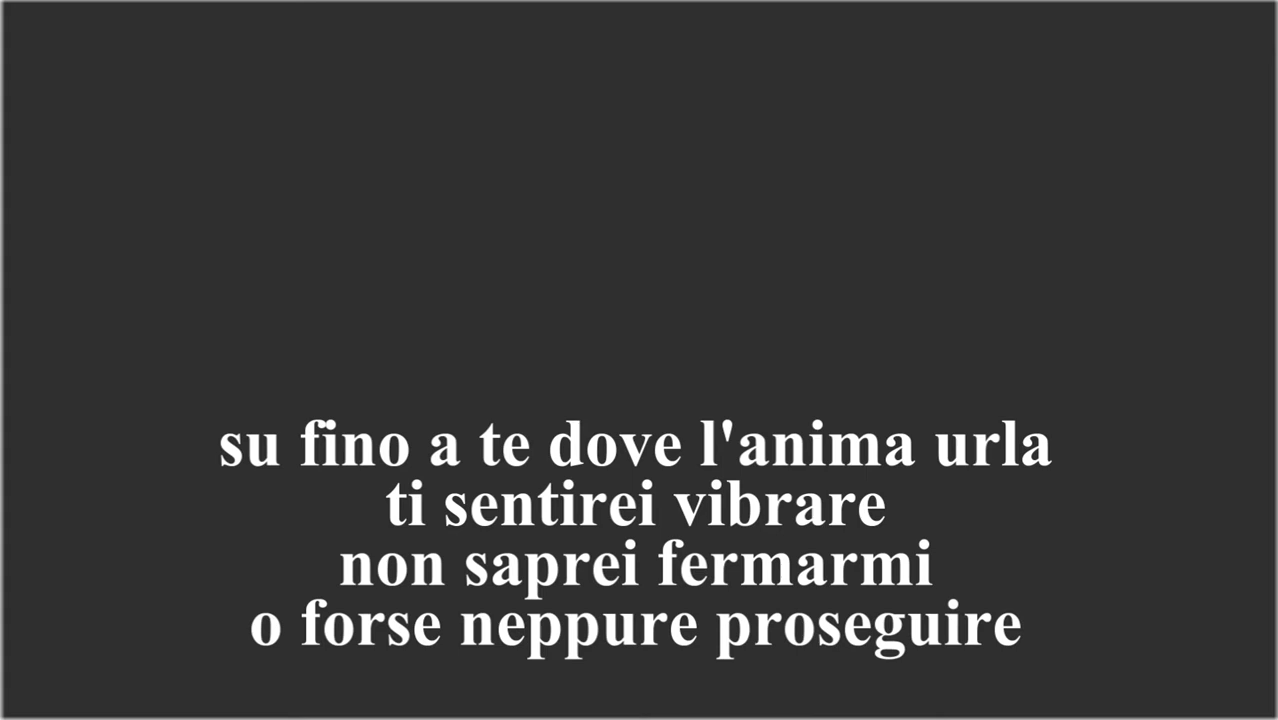 su fino a te dove l'anima urla
ti sentirei vibrare
non saprei fermarmi
o forse neppure proseguire